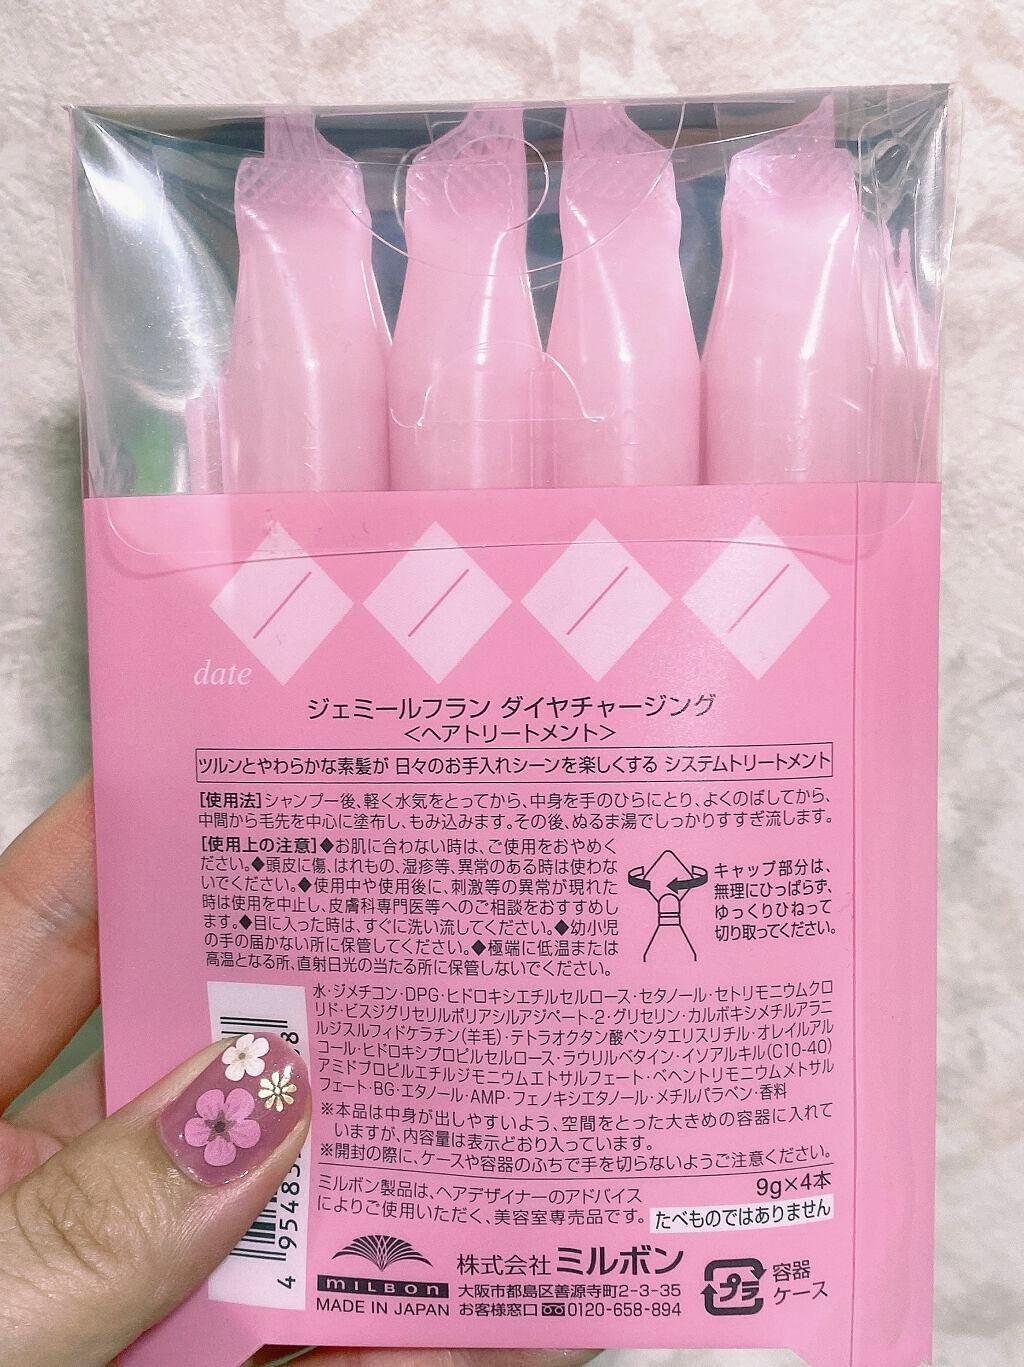 date
ジェミールフラン ダイヤチャージング
<ヘアトリートメント>
ツルンとやわらかな素髪が 日々のお手入れシーンを楽しくする システムトリートメント
[使用法]シャンプー後、軽く水気をとってから、中身を手のひらにとり、よくのばしてから、
中間から毛先を中心に塗布し、もみ込みます。その後、ぬるま湯でしっかりすすぎ流します。
[使用上の注意]◆お肌に合わない時は、ご使用をおやめく
ださい。◆頭皮に傷、はれもの、湿疹等、異常のある時は使わな
いでください。◆使用中や使用後に、刺激等の異常が現れた
時は使用を中止し、皮膚科専門医等へのご相談をおすすめし
ます。◆目に入った時は、すぐに洗い流してください。◆幼小児
の手の届かない所に保管してください。◆極端に低温または
高温となる所、直射日光の当たる所に保管しないでください。
キャップ部分は、
無理にひっぱらず、
ゆっくりひねって
切り取ってください。
水・ジメチコン・DPG・ヒドロキシエチルセルロース・セタノール・セトリモニウムクロ
リド・ビスジグリセリルポリアシルアジペート-2・グリセリン・カルボキシメチルアラニ
ルジスルフィドケラチン(羊毛)・テトラオクタン酸ペンタエリスリチル・オレイルアル
コール・ヒドロキシプロピルセルロース・ラウリルベタイン・イソアルキル(C10-40)
アミドプロピルエチルジモニウムエトサルフェート・ベヘントリモニウムメトサル
フェート・BG・エタノール・AMP・フェノキシエタノール・メチルパラベン・香料
※本品は中身が出しやすいよう、空間をとった大きめの容器に入れて
いますが、内容量は表示どおり入っています。
※開封の際に、ケースや容器のふちで手を切らないようご注意ください。
9g×4本
ミルボン製品は、ヘアデザイナーのアドバイス
によりご使用いただく、美容室専売品です。
たべものではありません
MILBON
MADE IN JAPAN
株式会社 ミルボン
大阪市都島区善源寺町2-3-35
お客様窓口 0120-658-894
プラ
容器
ケース
4 95485